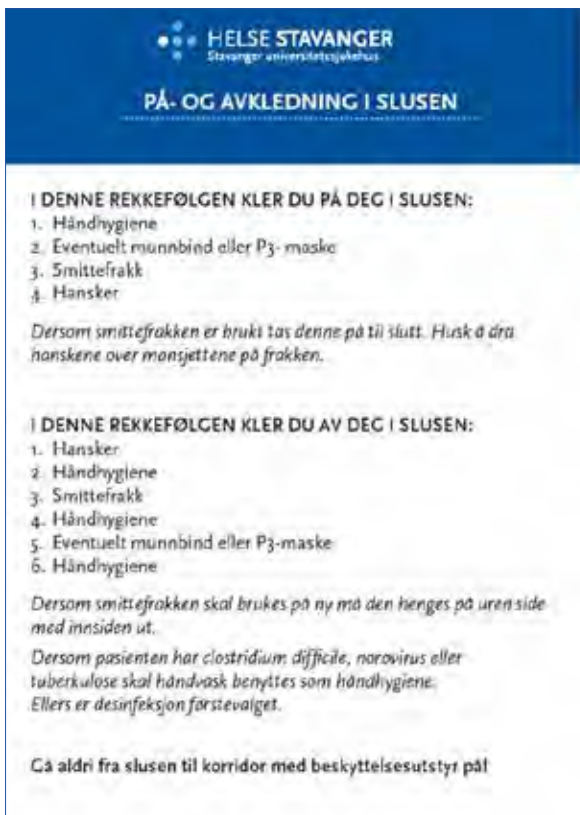 HELSE STAVANGER
Stavanger universitetssjukehus
PÅ- OG AVKLEDNING I SLUSEN
I DENNE REKKEFØLGEN KLER DU PÅ DEG I SLUSEN:
1. Håndhygiene
2. Eventuelt munnbind eller P3- maske
3. Smittefrakk
4. Hansker
Dersom smittefrakken er brukt tas denne på til slutt. Husk å dra
hanskene over mansjettene på frakken.
I DENNE REKKEFØLGEN KLER DU AV DEG I SLUSEN:
1. Hansker
2. Håndhygiene
3. Smittefrakk
4. Håndhygiene
5. Eventuelt munnbind eller P3-maske
6. Håndhygiene
Dersom smittefrakken skal brukes på ny må den henges på uren side
med innsiden ut.
Dersom pasienten har clostridium difficile, norovirus eller
tuberkulose skal håndvask benyttes som håndhygiene.
Ellers er desinfeksjon førstevalget.
Gå aldri fra slusen til korridor med beskyttelsesutstyr på!